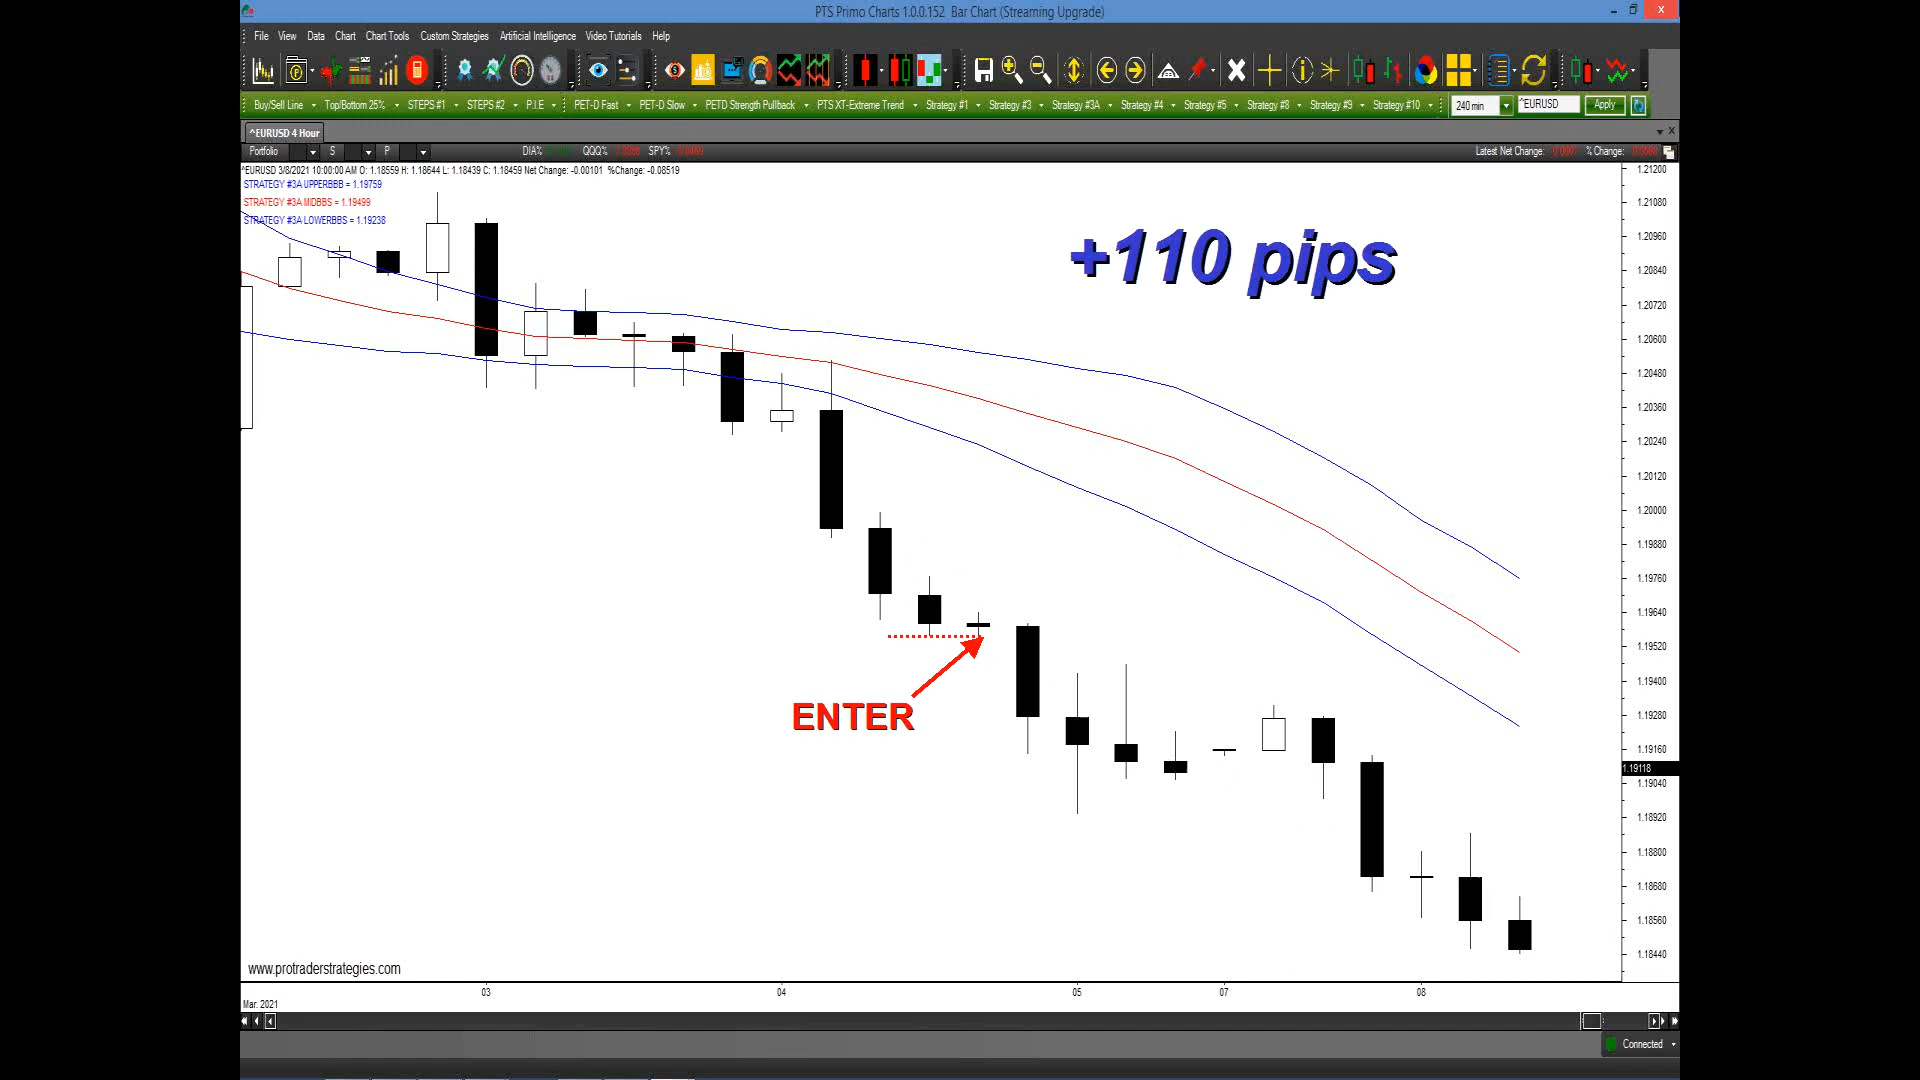 PTS Primo Charts 1.0.0.152 Bar Chart (Streaming Upgrade)
File View Data Chart Chart Tools Custom Strategies Artificial Intelligence Video Tutorials Help
Buy/Sell Line Top/Bottom 25% STEPS #1 STEPS #2 P.I.E PET-D Fast PET-D Slow PETD Strength Pullback PTS XT-Extreme Trend Strategy #1 Strategy #3 Strategy #3A Strategy #4 Strategy #5 Strategy #8 Strategy #9 Strategy #10 240 min ^EURUSD Apply
^EURUSD 4 Hour
Portfolio S P DIA% QQQ% SPY% Latest Net Change: % Change:
^EURUSD 3/8/2021 10:00:00 AM O: 1.18559 H: 1.18644 L: 1.18439 C: 1.18459 Net Change: -0.00101 %Change: -0.08519
STRATEGY #3A UPPERBBB = 1.19759
STRATEGY #3A MIDBBS = 1.19499
STRATEGY #3A LOWERBBS = 1.19238
+110 pips
ENTER
1.21200
1.21080
1.20960
1.20840
1.20720
1.20600
1.20480
1.20360
1.20240
1.20120
1.20000
1.19880
1.19760
1.19640
1.19520
1.19400
1.19280
1.19160
1.19118
1.19040
1.18920
1.18800
1.18680
1.18560
1.18440
www.protraderstrategies.com
03 04 05 07 08
Mar. 2021
Connected